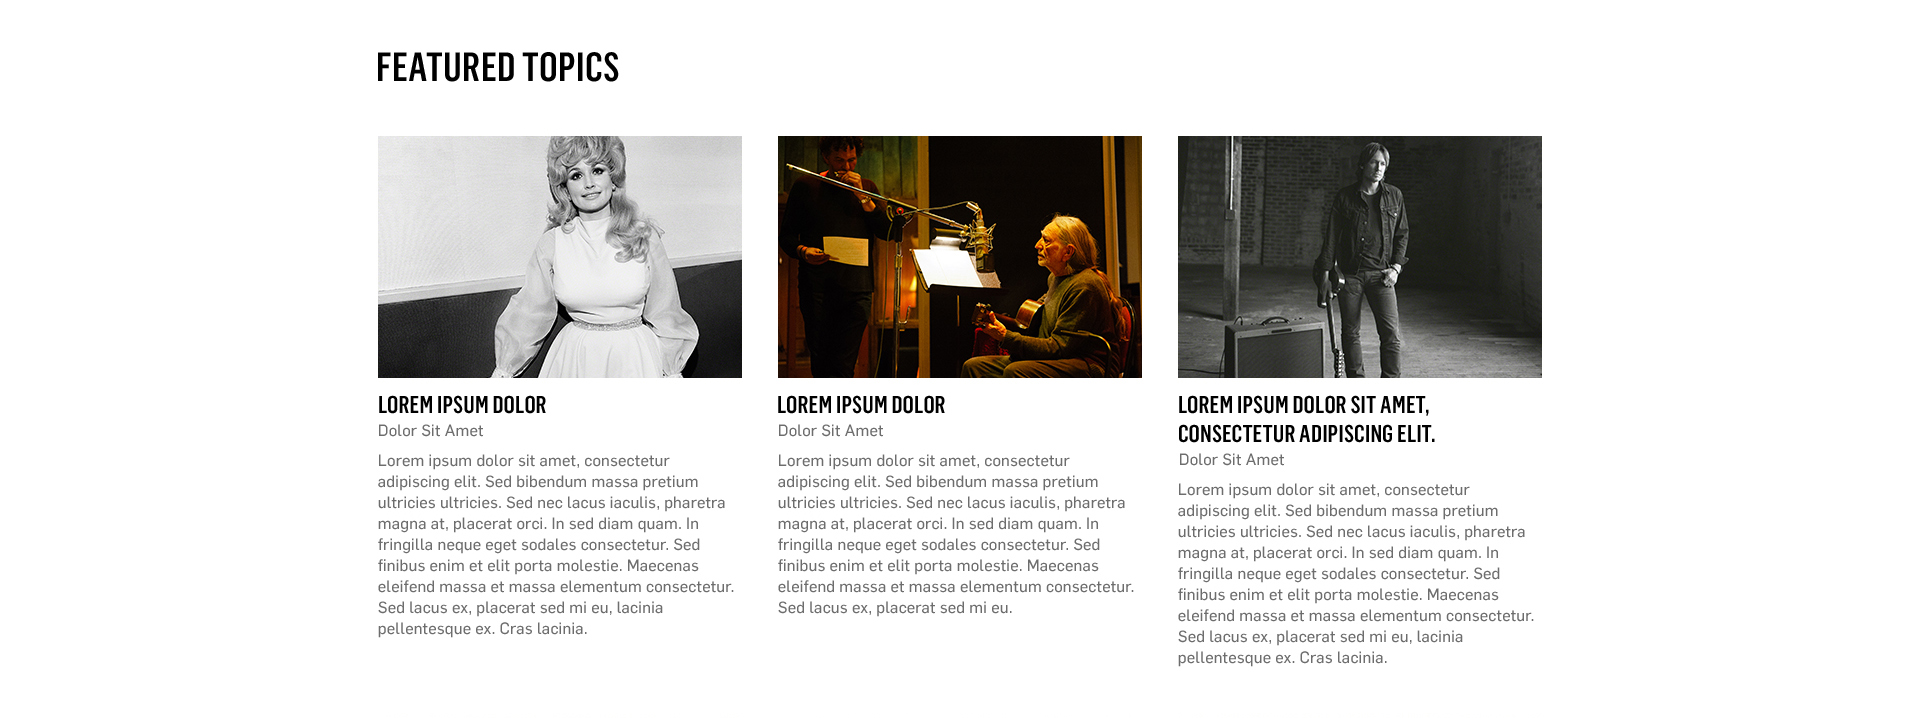 FEATURED TOPICS
LOREM IPSUM DOLOR
Dolor Sit Amet
Lorem ipsum dolor sit amet, consectetur
adipiscing elit. Sed bibendum massa pretium
ultricies ultricies. Sed nec lacus iaculis, pharetra
magna at, placerat orci. In sed diam quam. In
fringilla neque eget sodales consectetur. Sed
finibus enim et elit porta molestie. Maecenas
eleifend massa et massa elementum consectetur.
Sed lacus ex, placerat sed mi eu, lacinia
pellentesque ex. Cras lacinia.
LOREM IPSUM DOLOR
Dolor Sit Amet
Lorem ipsum dolor sit amet, consectetur
adipiscing elit. Sed bibendum massa pretium
ultricies ultricies. Sed nec lacus iaculis, pharetra
magna at, placerat orci. In sed diam quam. In
fringilla neque eget sodales consectetur. Sed
finibus enim et elit porta molestie. Maecenas
eleifend massa et massa elementum consectetur.
Sed lacus ex, placerat sed mi eu.
LOREM IPSUM DOLOR SIT AMET,
CONSECTETUR ADIPISCING ELIT.
Dolor Sit Amet
Lorem ipsum dolor sit amet, consectetur
adipiscing elit. Sed bibendum massa pretium
ultricies ultricies. Sed nec lacus iaculis, pharetra
magna at, placerat orci. In sed diam quam. In
fringilla neque eget sodales consectetur. Sed
finibus enim et elit porta molestie. Maecenas
eleifend massa et massa elementum consectetur.
Sed lacus ex, placerat sed mi eu, lacinia
pellentesque ex. Cras lacinia.